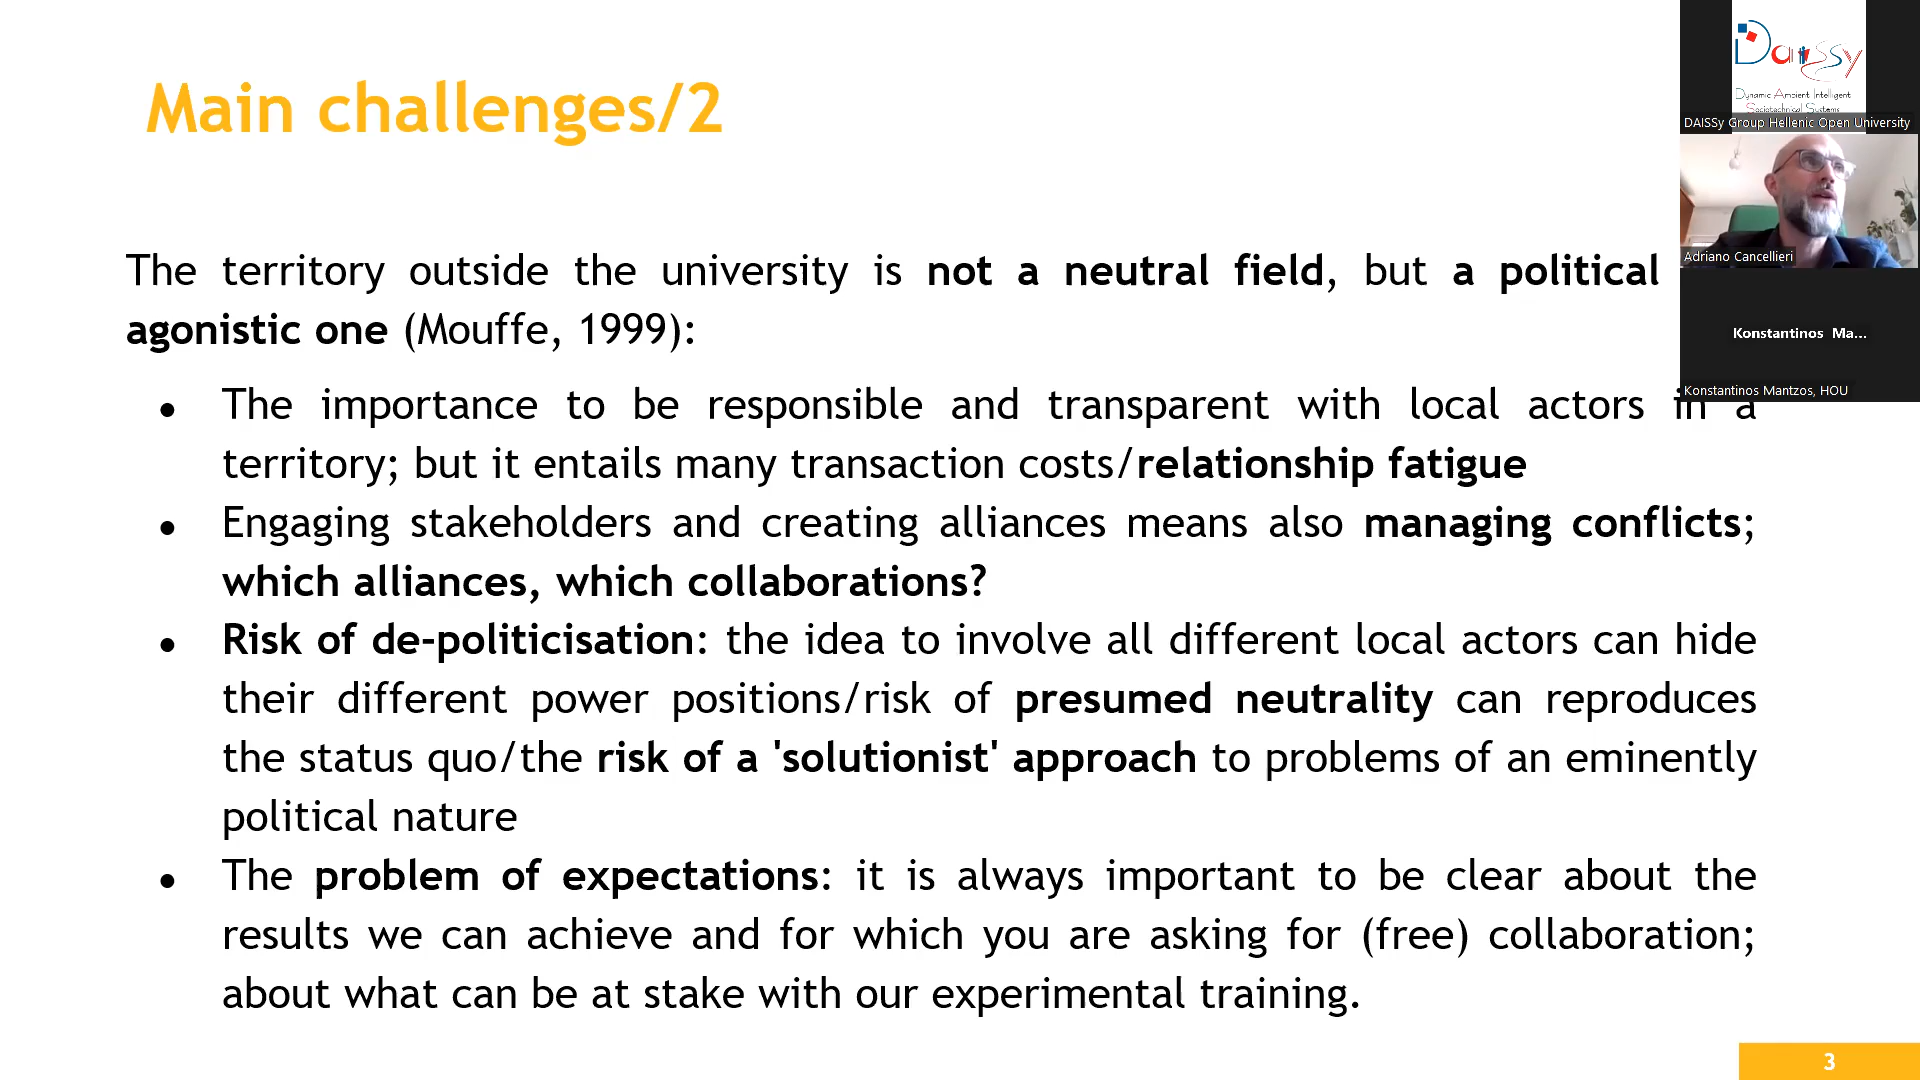 Main challenges/2
The territory outside the university is not a neutral field, but a political
agonistic one (Mouffe, 1999):
● The importance to be responsible and transparent with local actors in a
territory; but it entails many transaction costs/relationship fatigue
● Engaging stakeholders and creating alliances means also managing conflicts;
which alliances, which collaborations?
● Risk of de-politicisation: the idea to involve all different local actors can hide
their different power positions/risk of presumed neutrality can reproduces
the status quo/the risk of a 'solutionist' approach to problems of an eminently
political nature
● The problem of expectations: it is always important to be clear about the
results we can achieve and for which you are asking for (free) collaboration;
about what can be at stake with our experimental training.
3
Daissy
Dynamic Ambient Intelligent
Sociotechnical Systems
DAISSy Group Hellenic Open University
Adriano Cancellieri
Konstantinos Ma...
Konstantinos Mantzos, HOU